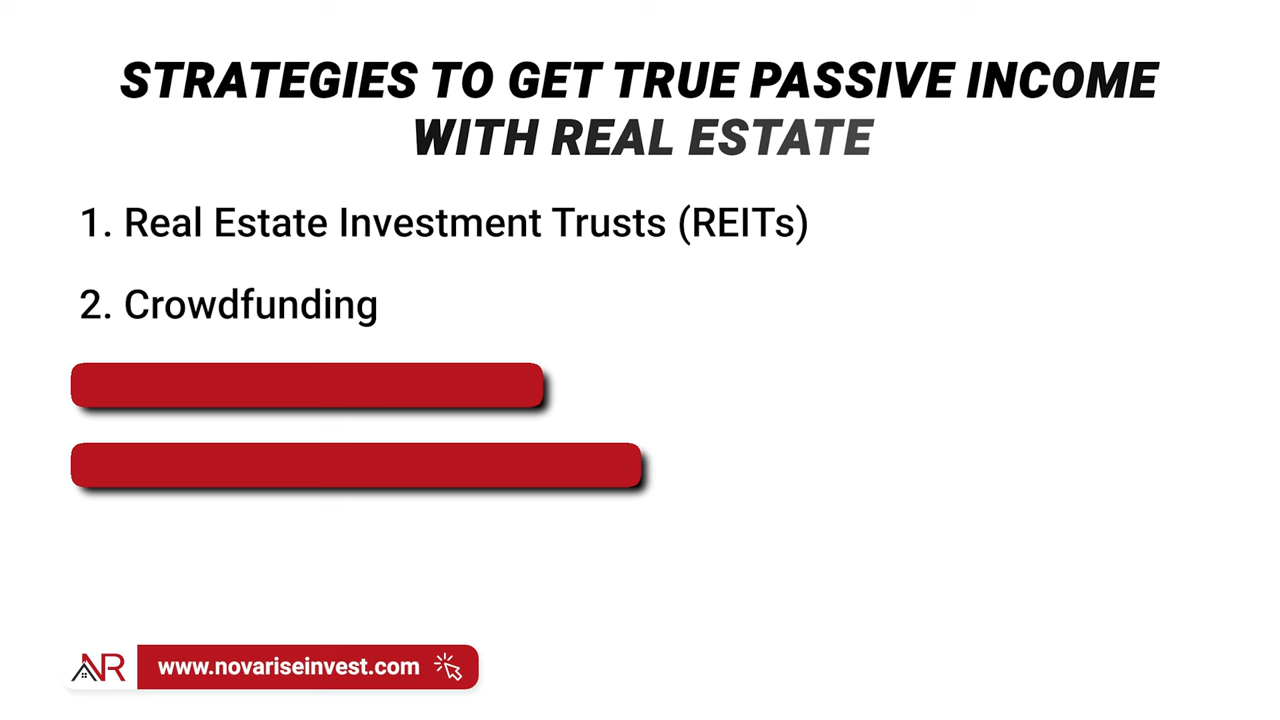 STRATEGIES TO GET TRUE PASSIVE INCOME
WITH REAL ESTATE
1. Real Estate Investment Trusts (REITs)
2. Crowdfunding
NR
www.novariseinvest.com